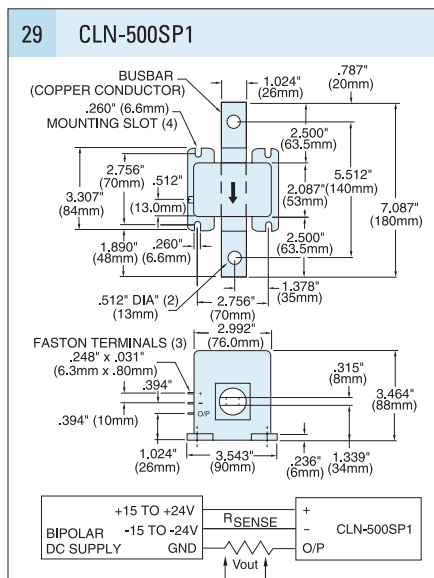 29 CLN-500SP1
BUSBAR
(COPPER CONDUCTOR)
1.024"
(26mm)
.787"
(20mm)
.260" (6.6mm)
MOUNTING SLOT (4)
2.500"
(63.5mm)
2.756"
(70mm)
.512"
(13.0mm)
5.512"
(140mm)
3.307"
(84mm)
2.087"
(53mm)
7.087"
(180mm)
1.890"
(48mm)
.260"
(6.6mm)
2.500"
(63.5mm)
.512" DIA" (2)
(13mm)
2.756"
(70mm)
1.378"
(35mm)
2.992"
(76.0mm)
FASTON TERMINALS (3)
.248" x .031"
(6.3mm x .80mm)
.394"
+
−
O/P
.394" (10mm)
.315"
(8mm)
3.464"
(88mm)
1.024"
(26mm)
3.543"
(90mm)
.236"
(6mm)
1.339"
(34mm)
+15 TO +24V
-15 TO -24V
GND
BIPOLAR
DC SUPPLY
RSENSE
Vout
+
−
O/P
CLN-500SP1